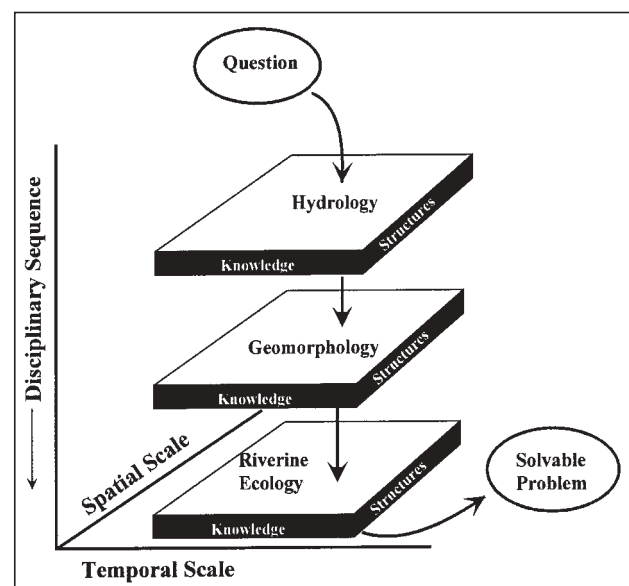 Question
Hydrology
Knowledge
Structures
Geomorphology
Knowledge
Structures
Riverine
Ecology
Knowledge
Structures
Solvable
Problem
Disciplinary Sequence
Spatial Scale
Temporal Scale